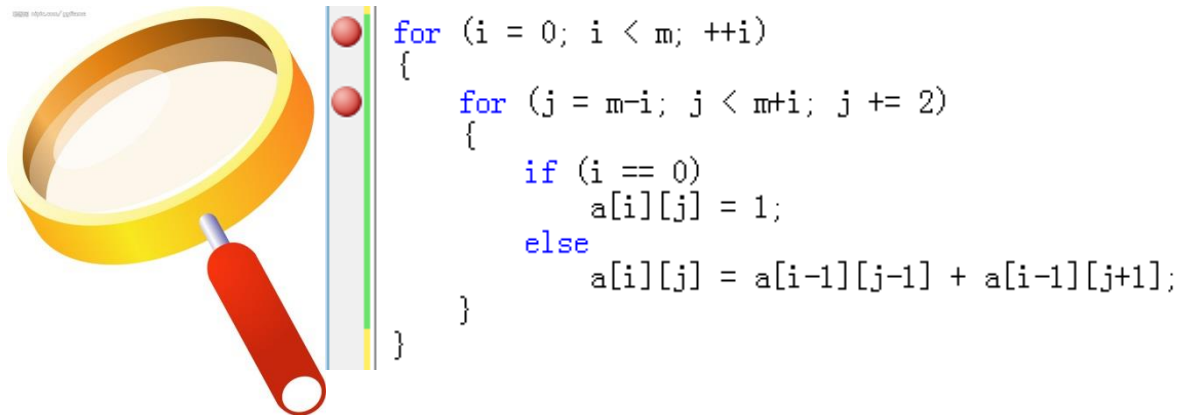 for (i = 0; i < m; ++i)
{
for (j = m-i; j < m+i; j += 2)
{
if (i == 0)
a[i][j] = 1;
else
a[i][j] = a[i-1][j-1] + a[i-1][j+1];
}
}